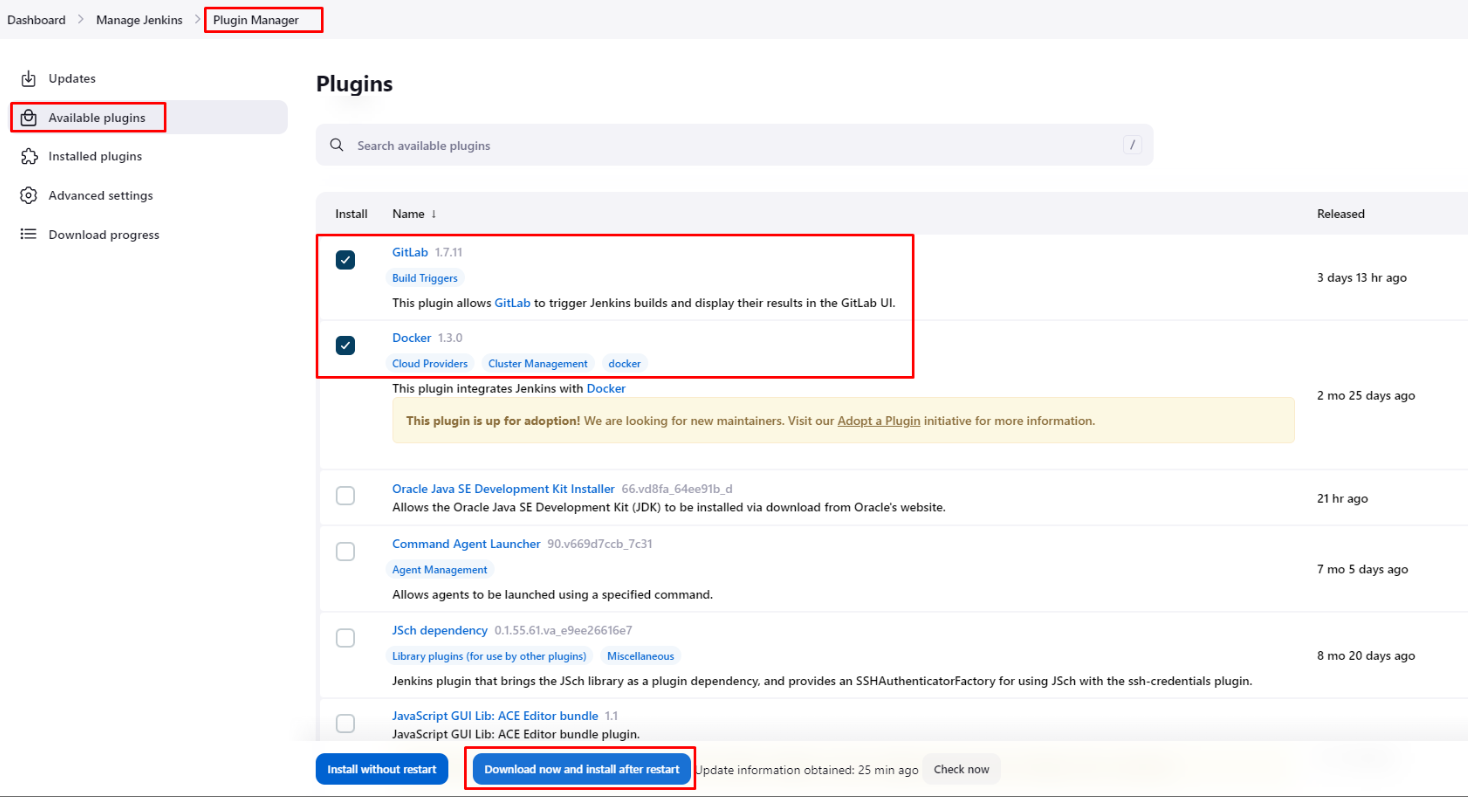 Dashboard > Manage Jenkins > Plugin Manager
Updates
Available plugins
Installed plugins
Advanced settings
Download progress
Plugins
Search available plugins /
Install Name ↓ Released
GitLab 1.7.11
Build Triggers
This plugin allows GitLab to trigger Jenkins builds and display their results in the GitLab UI.
3 days 13 hr ago
Docker 1.3.0
Cloud Providers Cluster Management docker
This plugin integrates Jenkins with Docker
This plugin is up for adoption! We are looking for new maintainers. Visit our Adopt a Plugin initiative for more information.
2 mo 25 days ago
Oracle Java SE Development Kit Installer 66.vd8fa_64ee91b_d
Allows the Oracle Java SE Development Kit (JDK) to be installed via download from Oracle's website.
21 hr ago
Command Agent Launcher 90.v669d7ccb_7c31
Agent Management
Allows agents to be launched using a specified command.
7 mo 5 days ago
JSch dependency 0.1.55.61.va_e9ee26616e7
Library plugins (for use by other plugins) Miscellaneous
Jenkins plugin that brings the JSch library as a plugin dependency, and provides an SSHAuthenticatorFactory for using JSch with the ssh-credentials plugin.
8 mo 20 days ago
JavaScript GUI Lib: ACE Editor bundle 1.1
JavaScript GUI Lib: ACE Editor bundle plugin.
Install without restart Download now and install after restart Update information obtained: 25 min ago Check now